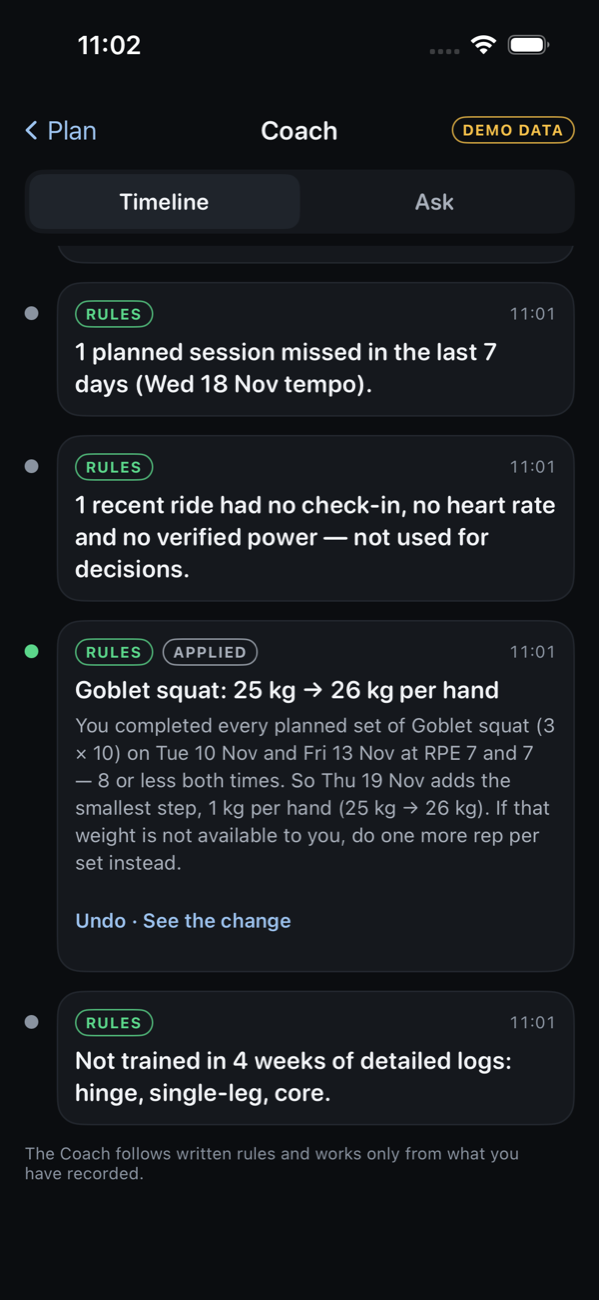 11:02
Plan
Coach
DEMO DATA
Timeline
Ask
RULES
11:01
1 planned session missed in the last 7
days (Wed 18 Nov tempo).
RULES
11:01
1 recent ride had no check-in, no heart rate
and no verified power — not used for
decisions.
RULES
APPLIED
11:01
Goblet squat: 25 kg → 26 kg per hand
You completed every planned set of Goblet squat (3
× 10) on Tue 10 Nov and Fri 13 Nov at RPE 7 and 7
— 8 or less both times. So Thu 19 Nov adds the
smallest step, 1 kg per hand (25 kg → 26 kg). If that
weight is not available to you, do one more rep per
set instead.
Undo · See the change
RULES
11:01
Not trained in 4 weeks of detailed logs:
hinge, single-leg, core.
The Coach follows written rules and works only from what you
have recorded.